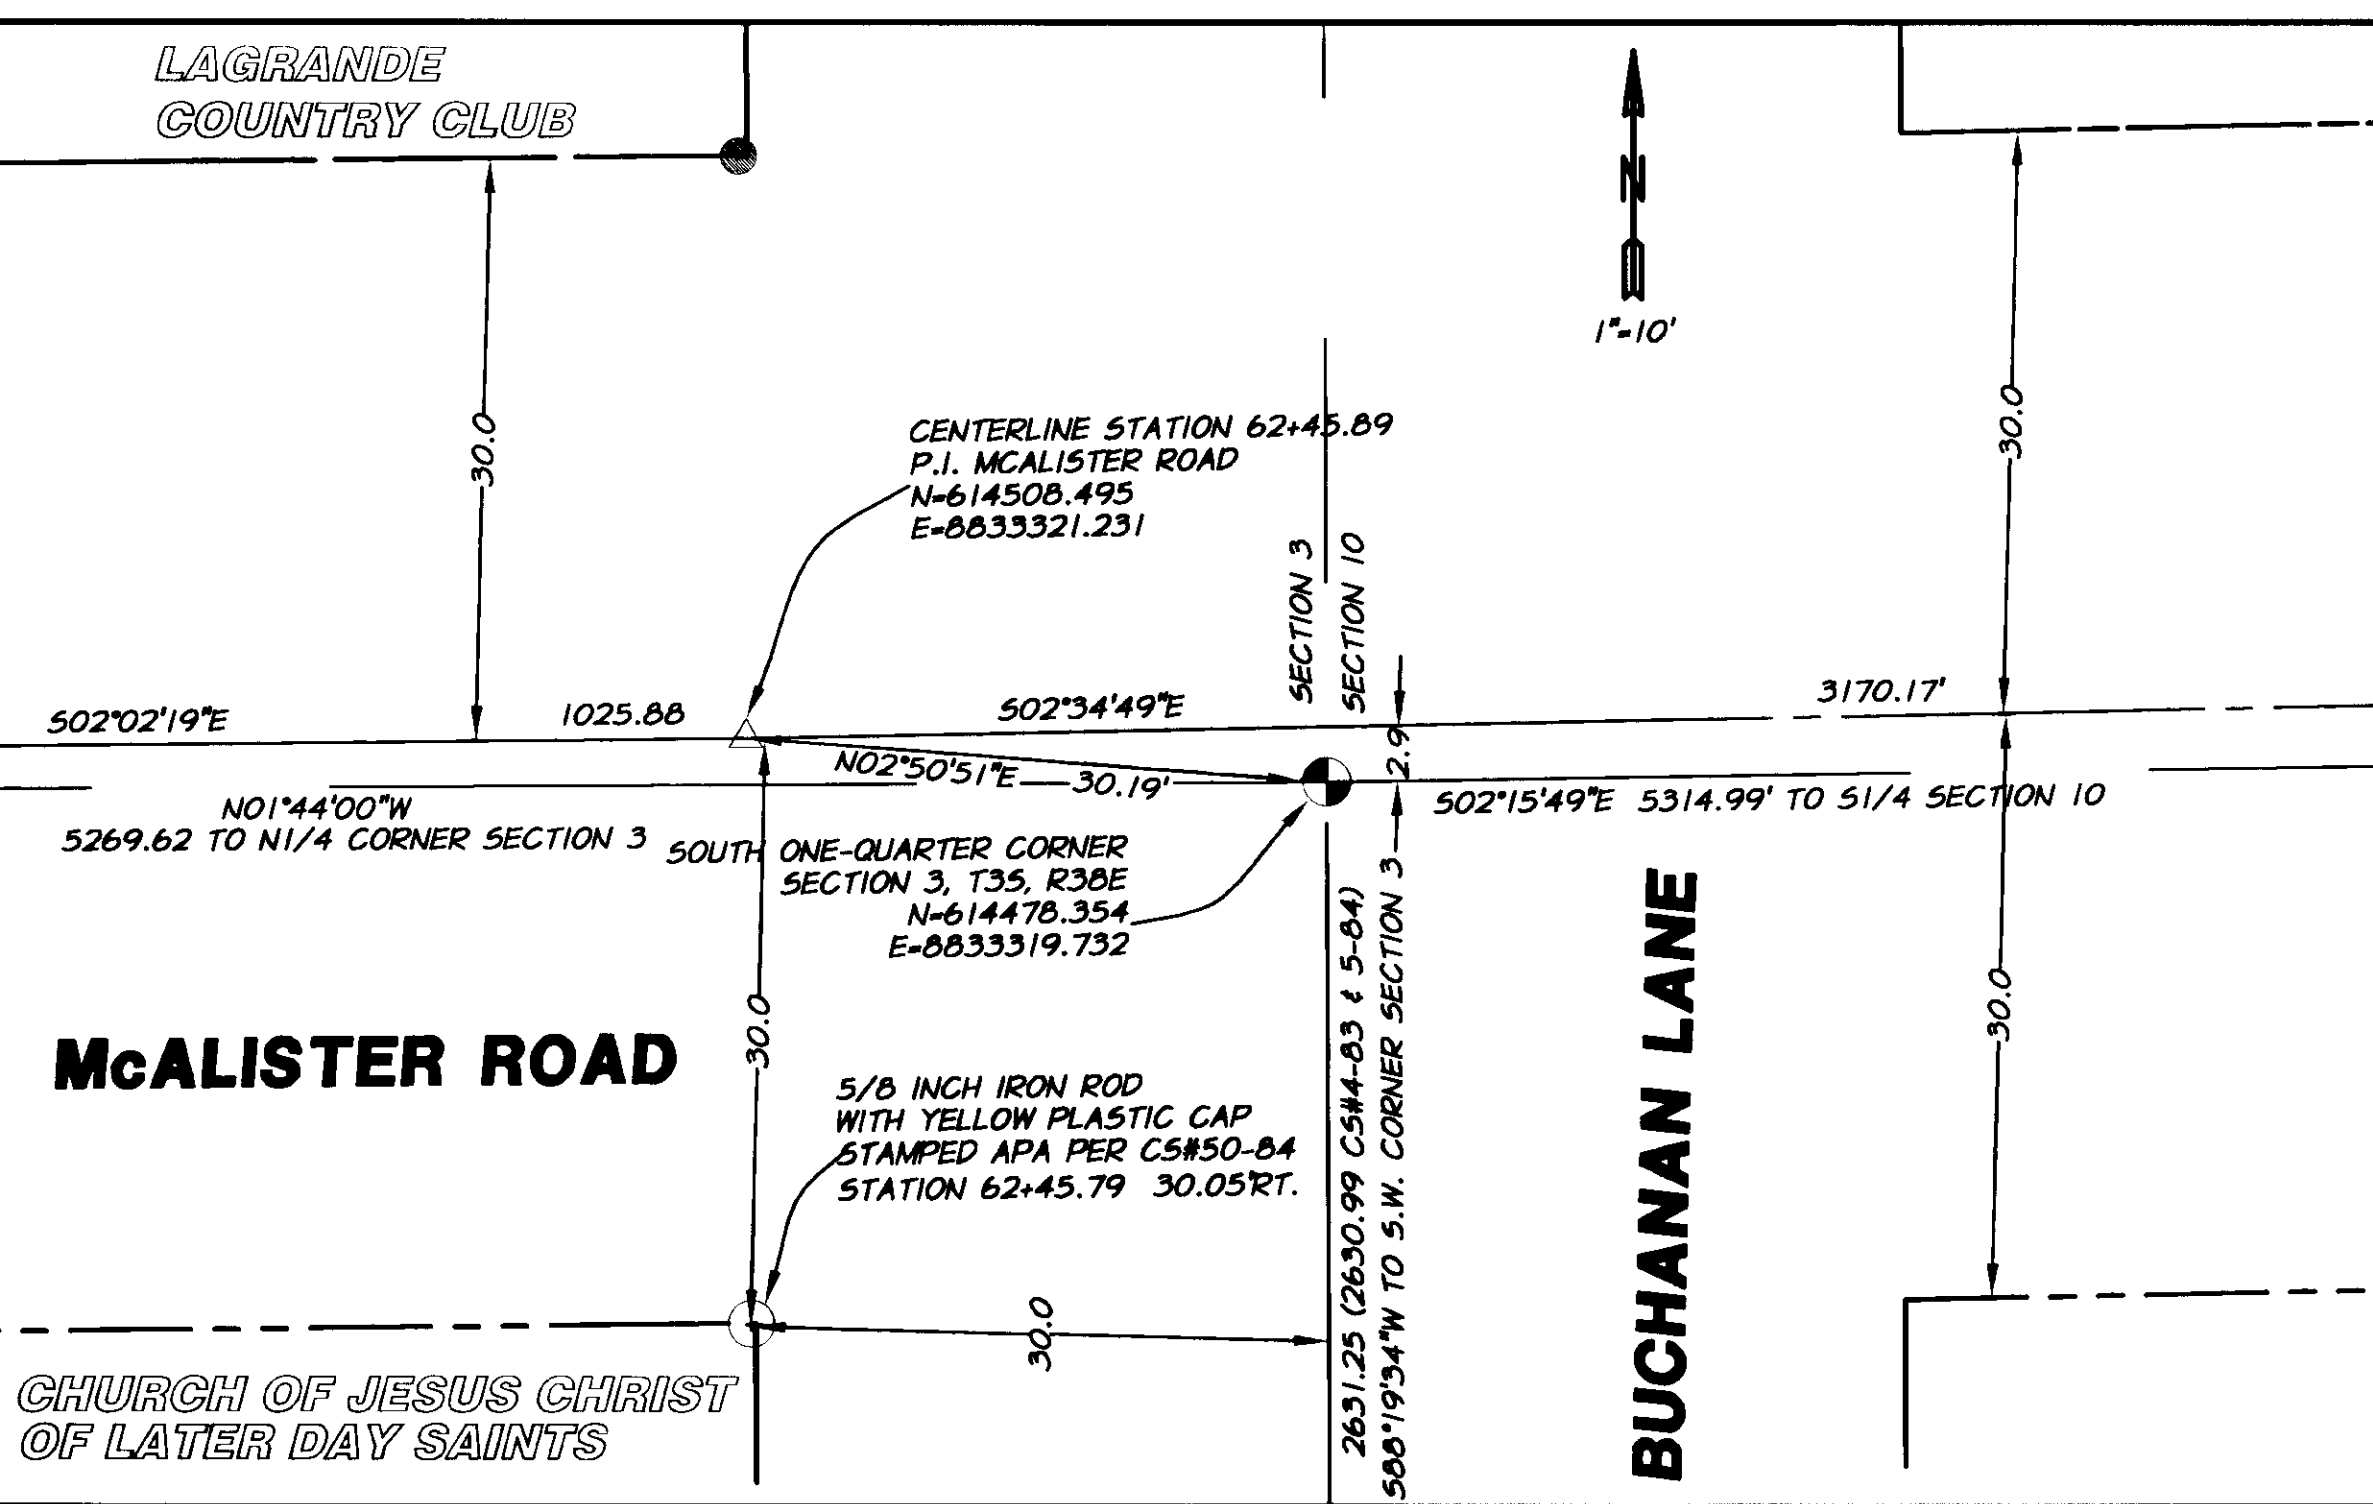 LAGRANDE
COUNTRY CLUB
N
1"=10'
30.0
30.0
CENTERLINE STATION 62+45.89
P.I. MCALISTER ROAD
N=614508.495
E=8833321.231
SECTION 3
SECTION 10
S02°02'19"E
1025.88
S02°34'49"E
3170.17'
2.9
N02°50'51"E
30.19'
N01°44'00"W
5269.62 TO N1/4 CORNER SECTION 3
S02°15'49"E 5314.99' TO S1/4 SECTION 10
SOUTH ONE-QUARTER CORNER
SECTION 3, T3S, R38E
N=614478.354
E=8833319.732
McALISTER ROAD
30.0
30.0
5/8 INCH IRON ROD
WITH YELLOW PLASTIC CAP
STAMPED APA PER CS#50-84
STATION 62+45.79 30.05'RT.
30.0
2631.25 (2630.99 CS#4-83 & 5-84)
S88°19'34"W TO S.W. CORNER SECTION 3
BUCHANAN LANE
CHURCH OF JESUS CHRIST
OF LATER DAY SAINTS